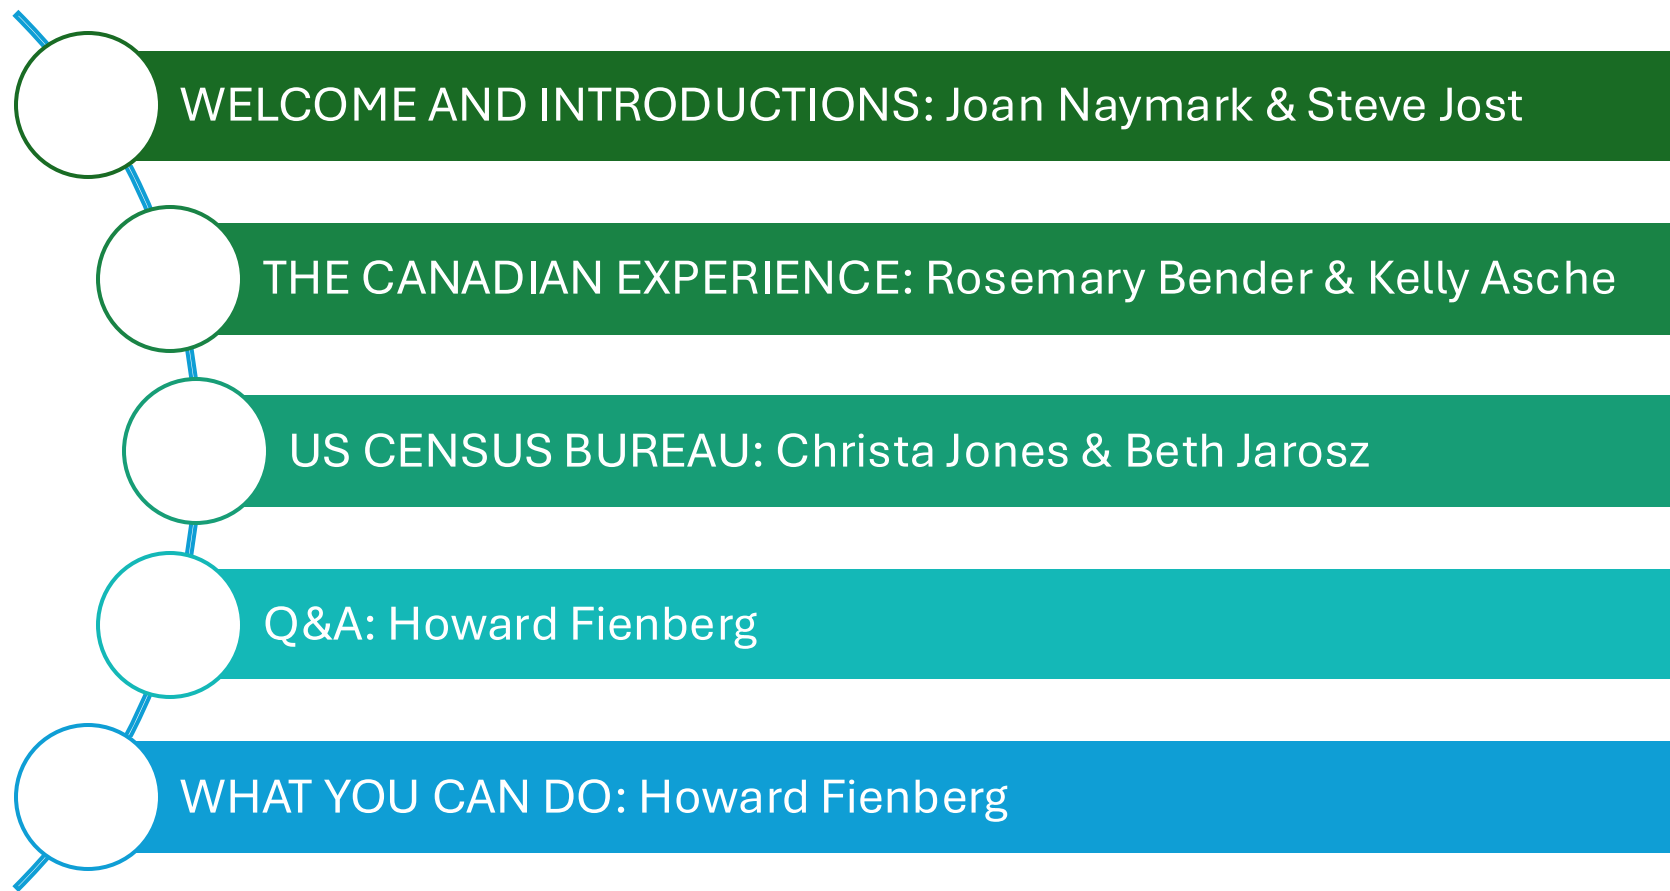 WELCOME AND INTRODUCTIONS: Joan Naymark & Steve Jost
THE CANADIAN EXPERIENCE: Rosemary Bender & Kelly Asche
US CENSUS BUREAU: Christa Jones & Beth Jarosz
Q&A: Howard Fienberg
WHAT YOU CAN DO: Howard Fienberg